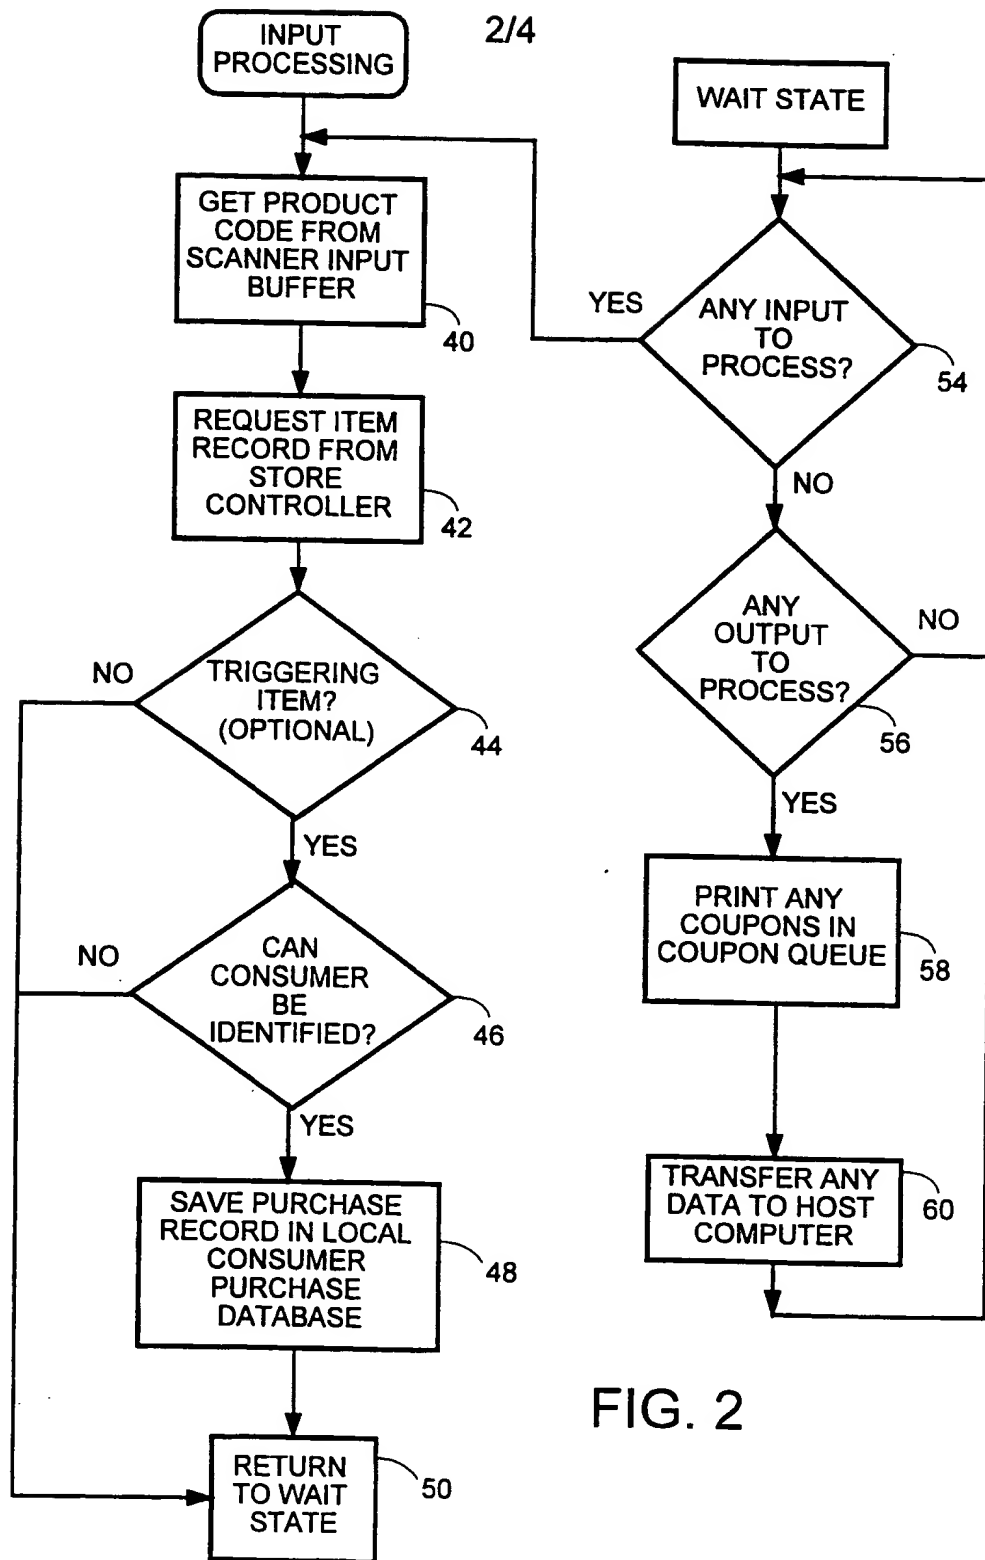 2/4
INPUT
PROCESSING
GET PRODUCT
CODE FROM
SCANNER INPUT
BUFFER
40
REQUEST ITEM
RECORD FROM
STORE
CONTROLLER
42
TRIGGERING
ITEM?
(OPTIONAL)
44
NO
YES
CAN
CONSUMER
BE
IDENTIFIED?
46
NO
YES
SAVE PURCHASE
RECORD IN LOCAL
CONSUMER
PURCHASE
DATABASE
48
RETURN
TO WAIT
STATE
50
WAIT STATE
ANY INPUT
TO
PROCESS?
54
YES
NO
ANY
OUTPUT
TO
PROCESS?
56
NO
YES
PRINT ANY
COUPONS IN
COUPON QUEUE
58
TRANSFER ANY
DATA TO HOST
COMPUTER
60
FIG. 2